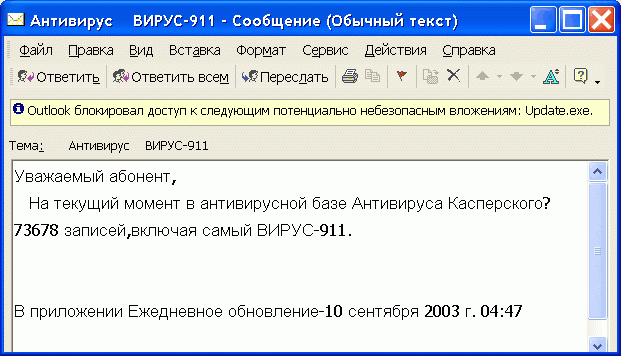 Антивирус ВИРУС-911 - Сообщение (Обычный текст)
Файл Правка Вид Вставка Формат Сервис Действия Справка
Ответить Ответить всем Переслать
Outlook блокировал доступ к следующим потенциально небезопасным вложениям: Update.exe.
Тема: Антивирус ВИРУС-911
Уважаемый абонент,
На текущий момент в антивирусной базе Антивируса Касперского?
73678 записей,включая самый ВИРУС-911.
В приложении Ежедневное обновление-10 сентября 2003 г. 04:47